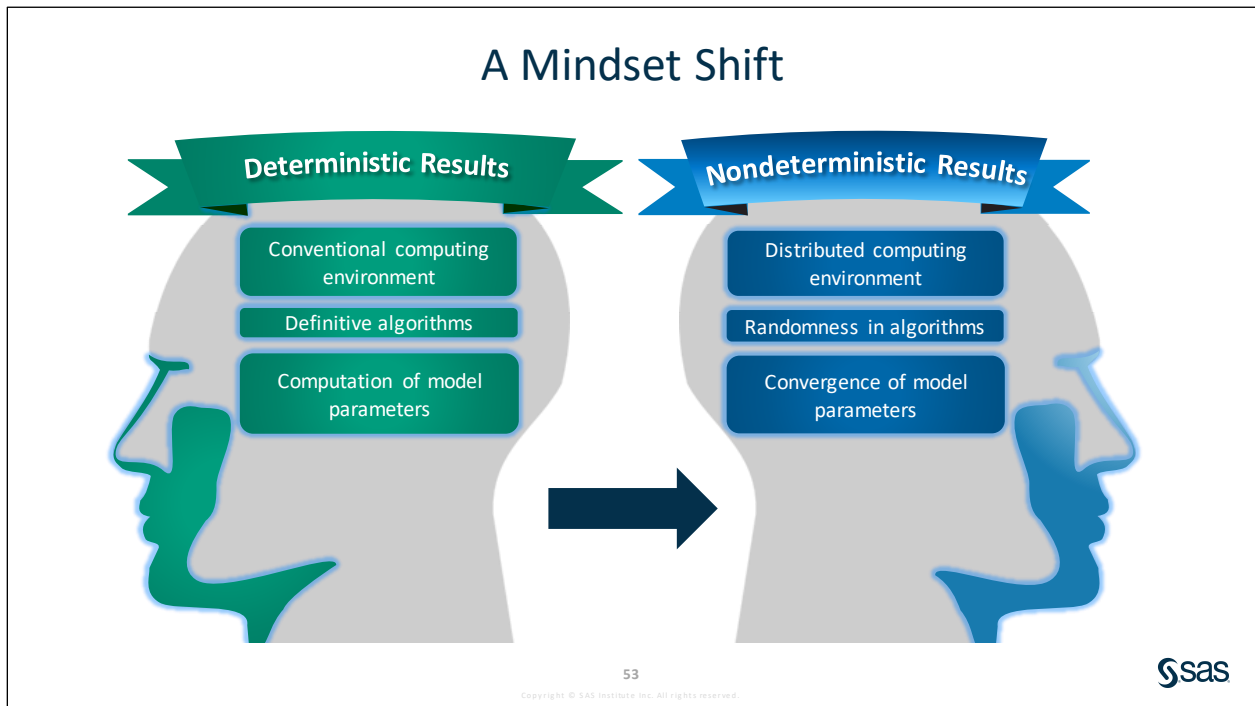 A Mindset Shift
Deterministic Results
Conventional computing
environment
Definitive algorithms
Computation of model
parameters
Nondeterministic Results
Distributed computing
environment
Randomness in algorithms
Convergence of model
parameters
53
Copyright © SAS Institute Inc. All rights reserved.
sas